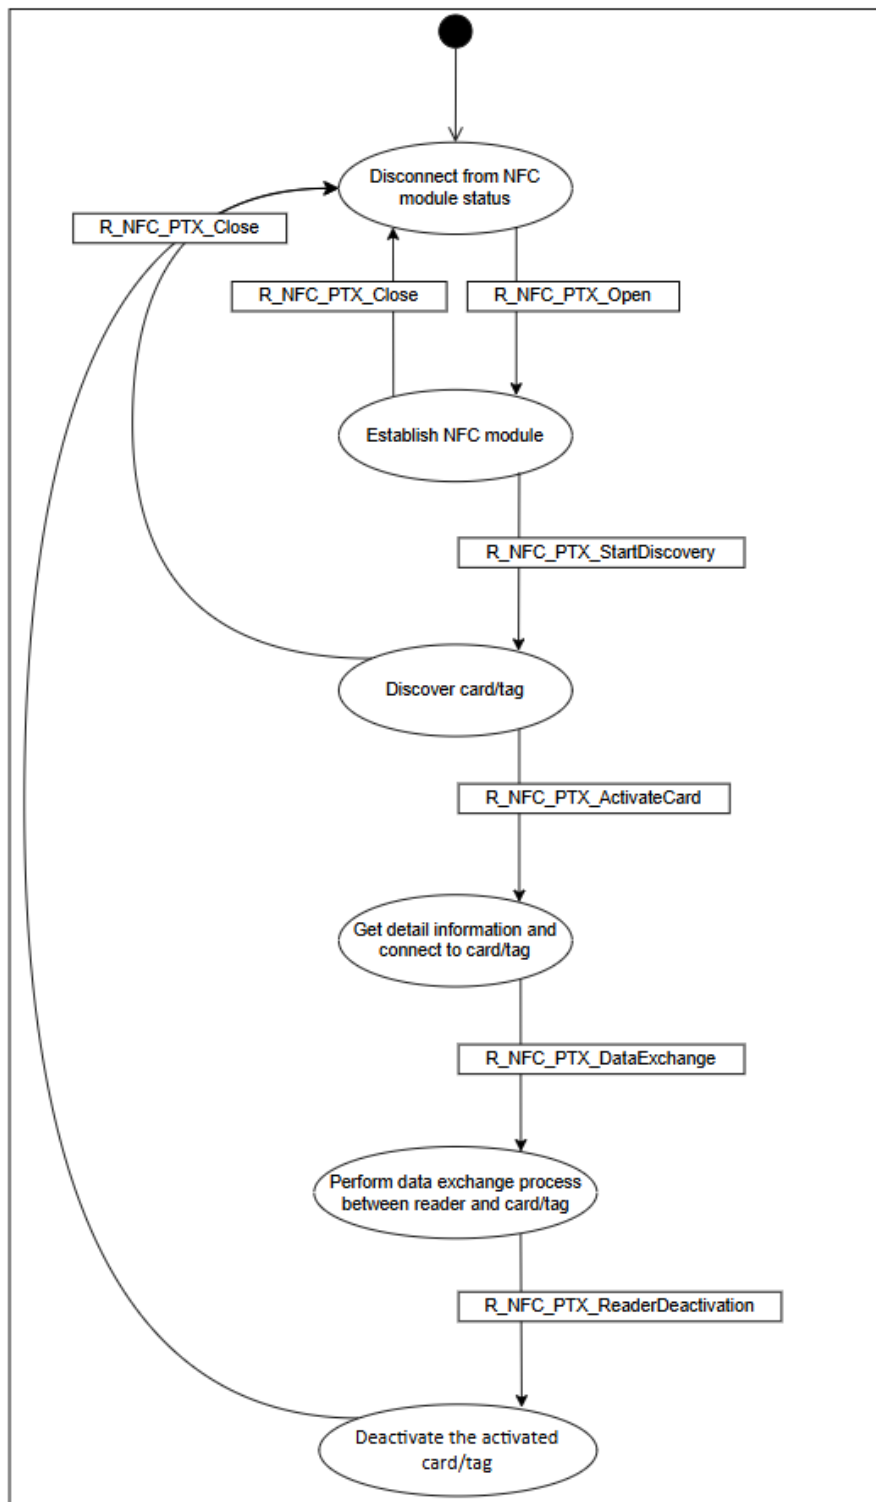 Disconnect from NFC
module status
R_NFC_PTX_Close
R_NFC_PTX_Close
R_NFC_PTX_Open
Establish NFC module
R_NFC_PTX_StartDiscovery
Discover card/tag
R_NFC_PTX_ActivateCard
Get detail information and
connect to card/tag
R_NFC_PTX_DataExchange
Perform data exchange process
between reader and card/tag
R_NFC_PTX_ReaderDeactivation
Deactivate the activated
card/tag